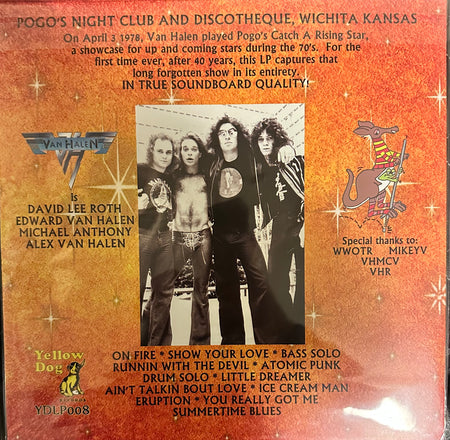 POGO'S NIGHT CLUB AND DISCOTHEQUE, WICHITA KANSAS
On April 3 1978, Van Halen played Pogo's Catch A Rising Star,
a showcase for up and coming stars during the 70's. For the
first time ever, after 40 years, this LP captures that
long forgotten show in its entirety.
IN TRUE SOUNDBOARD QUALITY!
VAN HALEN
is
DAVID LEE ROTH
EDWARD VAN HALEN
MICHAEL ANTHONY
ALEX VAN HALEN
Special thanks to:
WWOTR MIKEYV
VHMCV
VHR
Yellow
Dog
records
YDLP008
ON FIRE * SHOW YOUR LOVE * BASS SOLO
RUNNIN WITH THE DEVIL * ATOMIC PUNK
DRUM SOLO * LITTLE DREAMER
AIN'T TALKIN BOUT LOVE * ICE CREAM MAN
ERUPTION * YOU REALLY GOT ME
SUMMERTIME BLUES